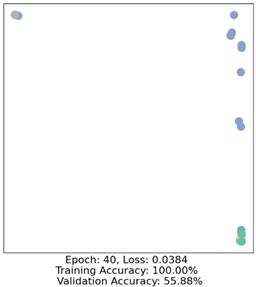 Epoch: 40, Loss: 0.0384
Training Accuracy: 100.00%
Validation Accuracy: 55.88%